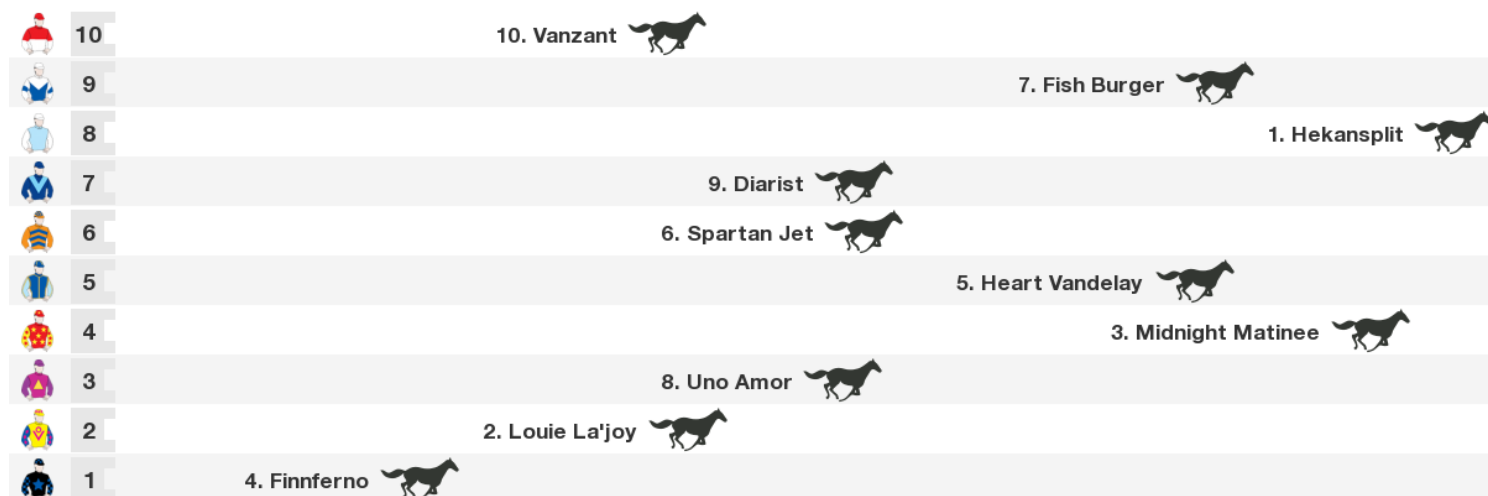 10 10. Vanzant
9 7. Fish Burger
8 1. Hekansplit
7 9. Diarist
6 6. Spartan Jet
5 5. Heart Vandelay
4 3. Midnight Matinee
3 8. Uno Amor
2 2. Louie La'joy
1 4. Finnferno